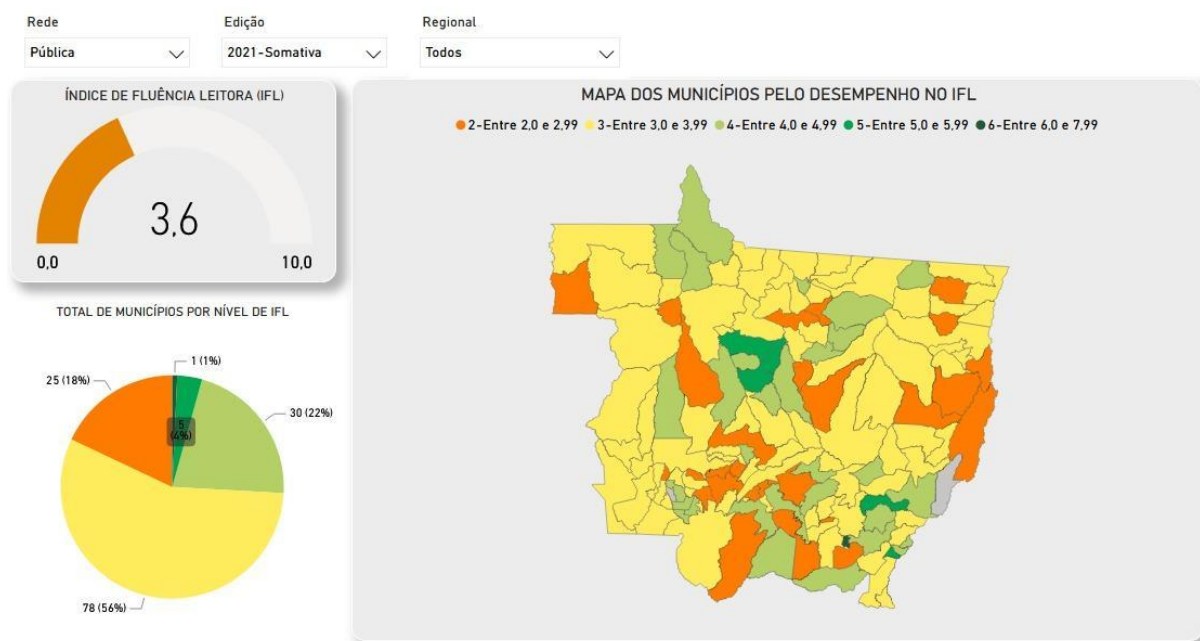 Rede
Edição
Regional
Pública
2021-Somativa
Todos
ÍNDICE DE FLUÊNCIA LEITORA (IFL)
3,6
0,0
10,0
MAPA DOS MUNICÍPIOS PELO DESEMPENHO NO IFL
2-Entre 2,0 e 2,99 3-Entre 3,0 e 3,99 4-Entre 4,0 e 4,99 5-Entre 5,0 e 5,99 6-Entre 6,0 e 7,99
TOTAL DE MUNICÍPIOS POR NÍVEL DE IFL
1 (1%)
25 (18%)
30 (22%)
5
(4%)
78 (56%)